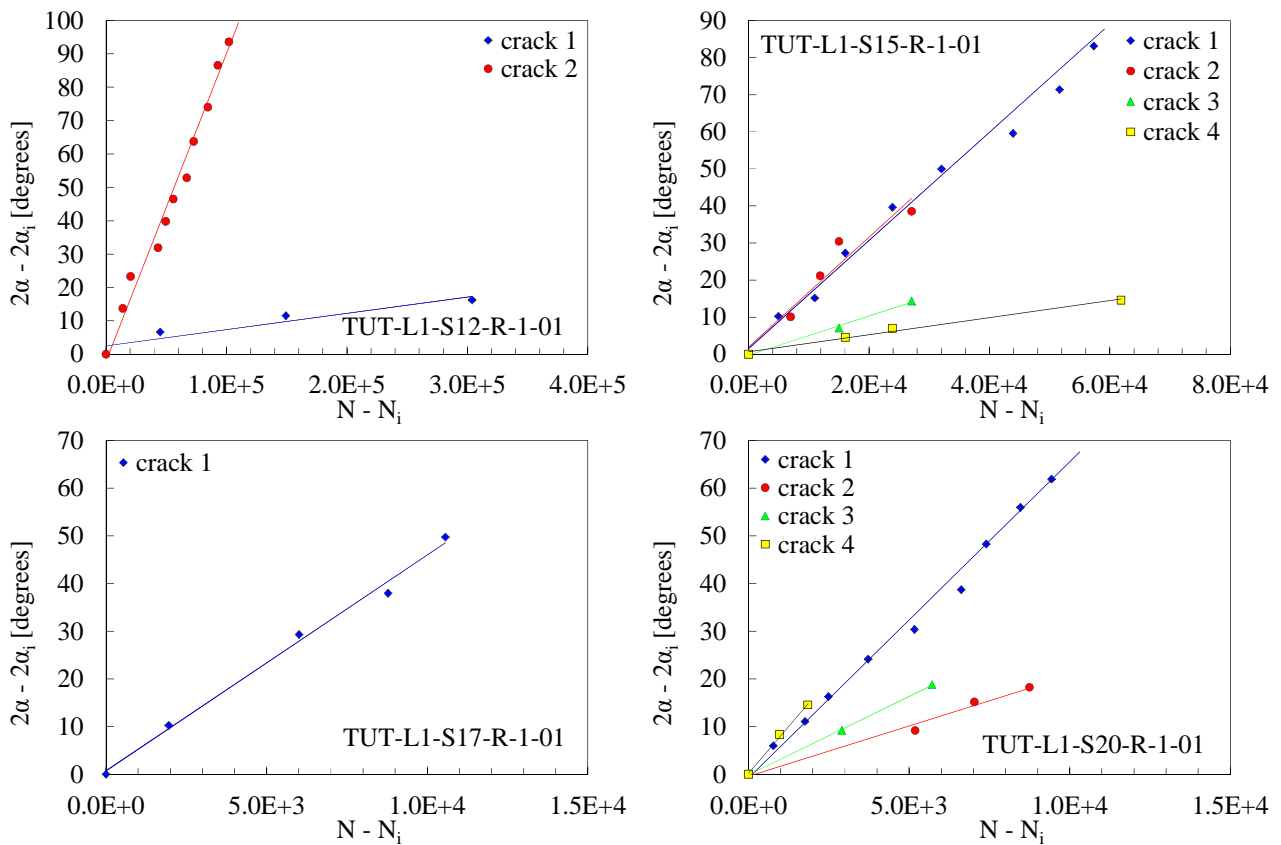 100
90
80
70
60
50
40
30
20
10
0
2α - 2αi [degrees]
crack 1
crack 2
TUT-L1-S12-R-1-01
0.0E+0 1.0E+5 2.0E+5 3.0E+5 4.0E+5
N - Ni
90
80
70
60
50
40
30
20
10
0
2α - 2αi [degrees]
TUT-L1-S15-R-1-01
crack 1
crack 2
crack 3
crack 4
0.0E+0 2.0E+4 4.0E+4 6.0E+4 8.0E+4
N - Ni
70
60
50
40
30
20
10
0
2α - 2αi [degrees]
crack 1
TUT-L1-S17-R-1-01
0.0E+0 5.0E+3 1.0E+4 1.5E+4
N - Ni
70
60
50
40
30
20
10
0
2α - 2αi [degrees]
crack 1
crack 2
crack 3
crack 4
TUT-L1-S20-R-1-01
0.0E+0 5.0E+3 1.0E+4 1.5E+4
N - Ni